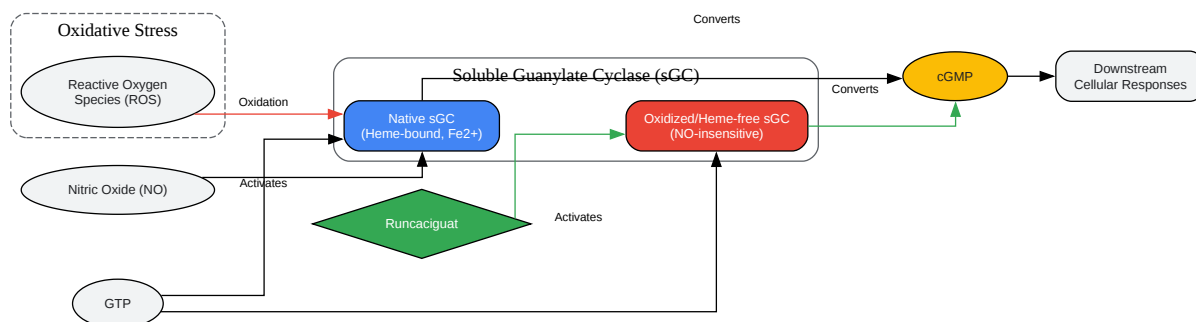 Converts
Oxidative Stress
Reactive Oxygen
Species (ROS)
Oxidation
Soluble Guanylate Cyclase (sGC)
Native sGC
(Heme-bound, Fe2+)
Oxidized/Heme-free sGC
(NO-insensitive)
Converts
cGMP
Downstream
Cellular Responses
Nitric Oxide (NO)
Activates
Runcaciguat
Activates
GTP